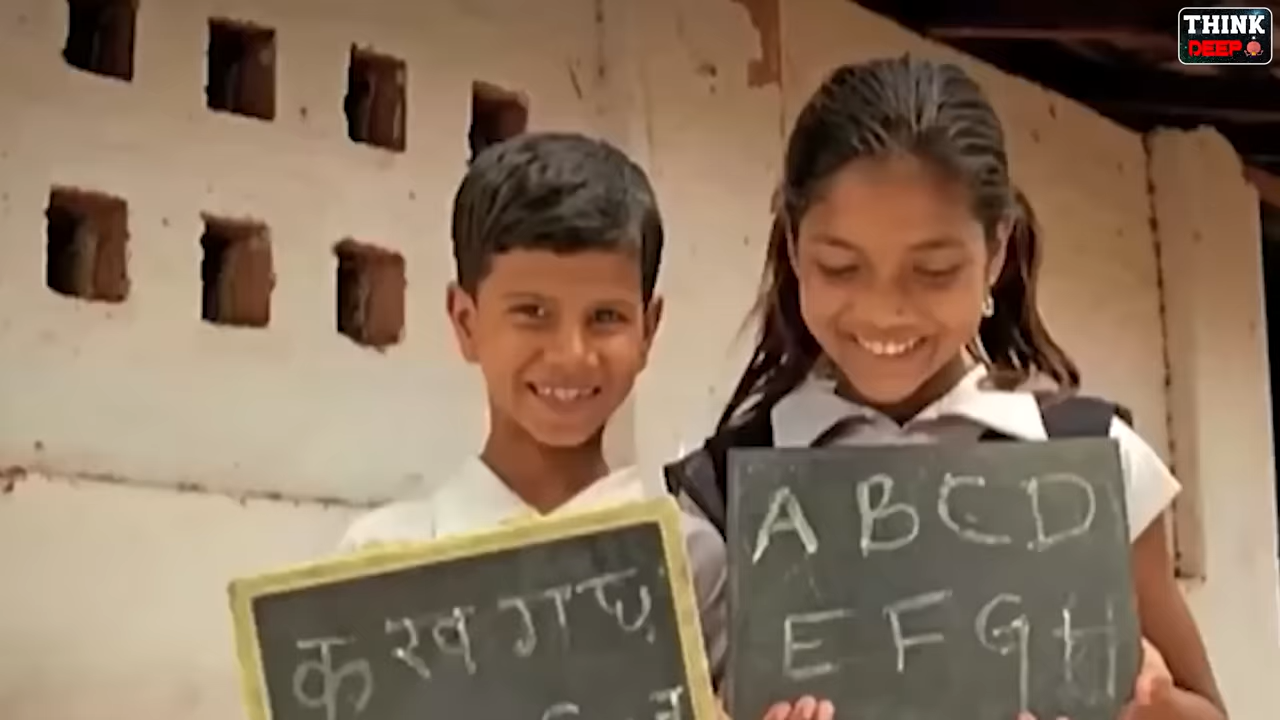 THINK
DEEP
क ख ग घ
A B C D
E F G H